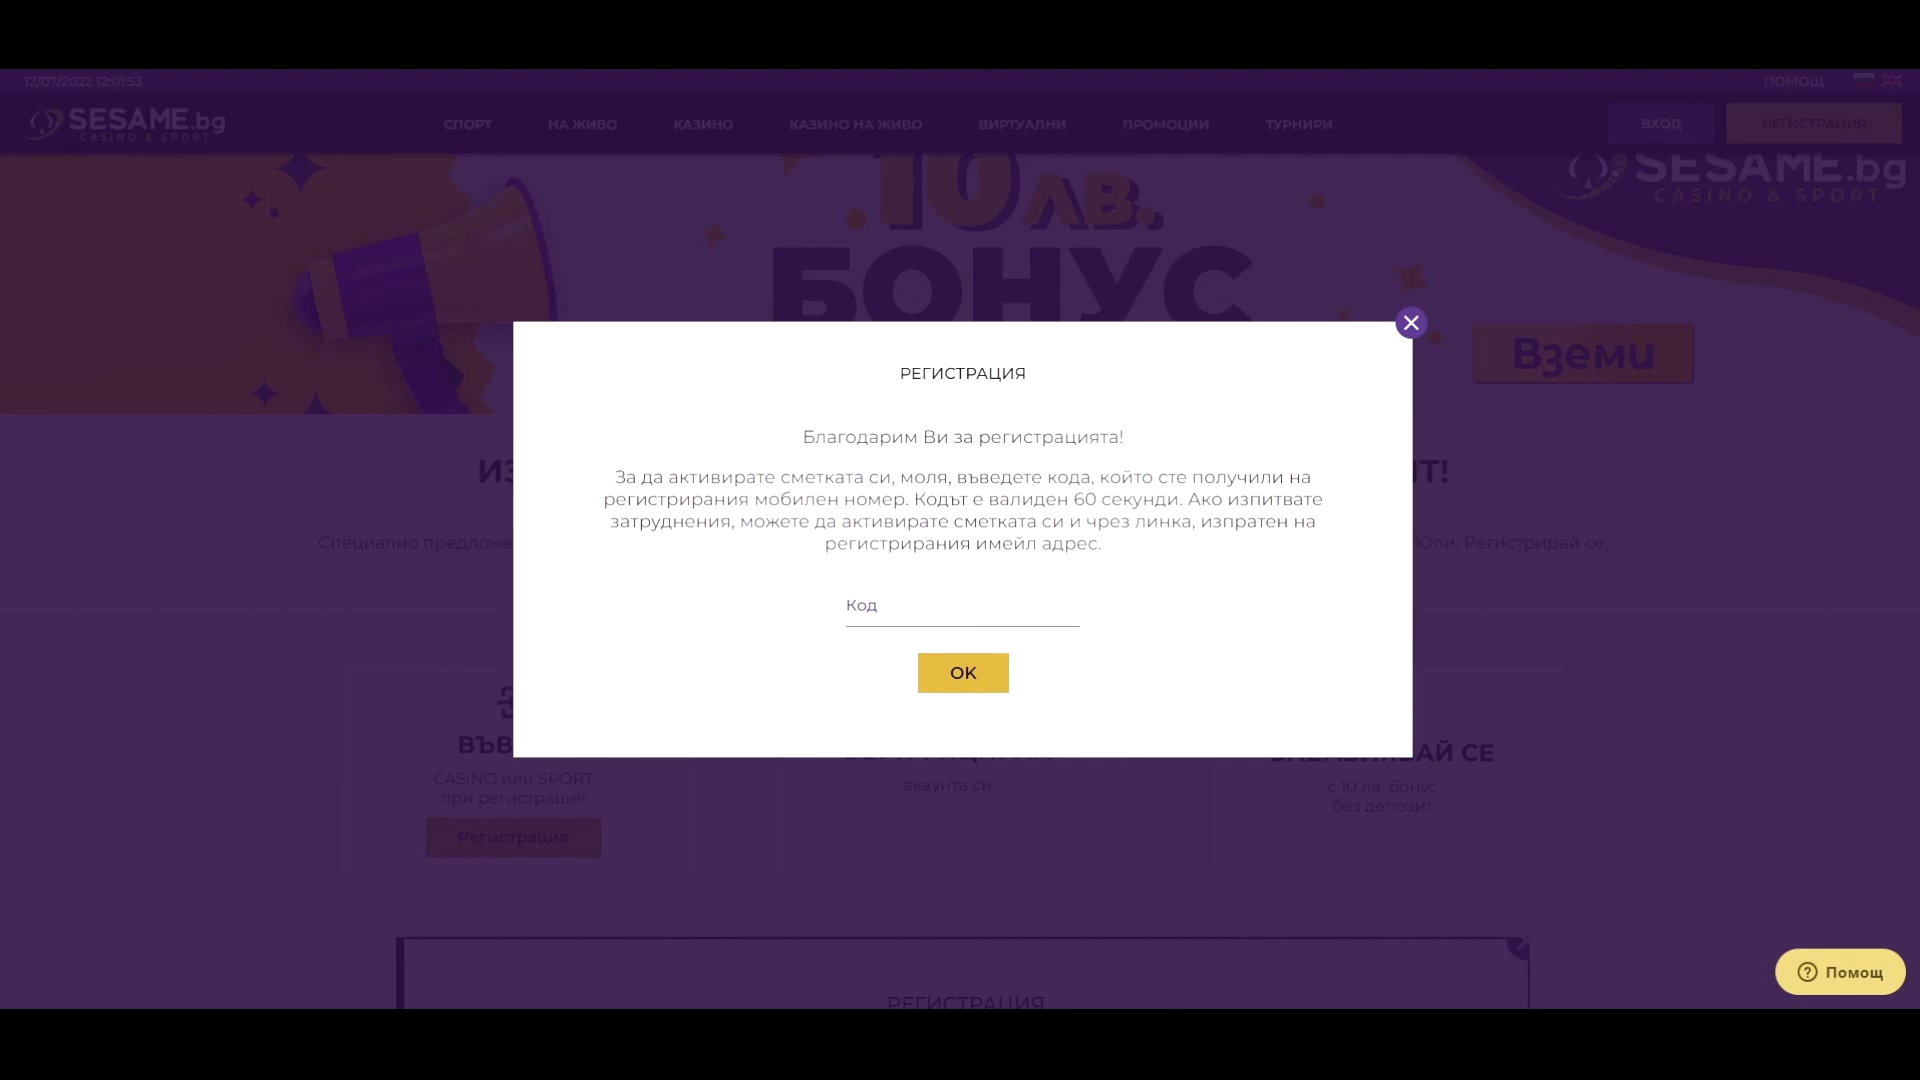 12/07/2022 12:01:53
ПОМОЩ
SESAME.bg
CASINO & SPORT
СПОРТ
НА ЖИВО
КАЗИНО
КАЗИНО НА ЖИВО
ВИРТУАЛНИ
ПРОМОЦИИ
ТУРНИРИ
ВХОД
РЕГИСТРАЦИЯ
10лв.
БОНУС
SESAME.bg
CASINO & SPORT
Вземи
РЕГИСТРАЦИЯ
Благодарим Ви за регистрацията!
За да активирате сметката си, моля, въведете кода, който сте получили на
регистрирания мобилен номер. Кодът е валиден 60 секунди. Ако изпитвате
затруднения, можете да активирате сметката си и чрез линка, изпратен на
регистрирания имейл адрес.
Код
OK
Специално
Юли. Регистрирай се,
CASINO или SPORT
при регистрация
Регистрация
акаунта си
ЗАБАВЛЯВАЙ СЕ
с 10 лв. бонус
без депозит
РЕГИСТРАЦИЯ
Помощ